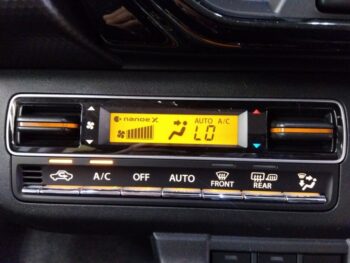 nanoe X
AUTO A/C
LO
A/C OFF AUTO FRONT REAR